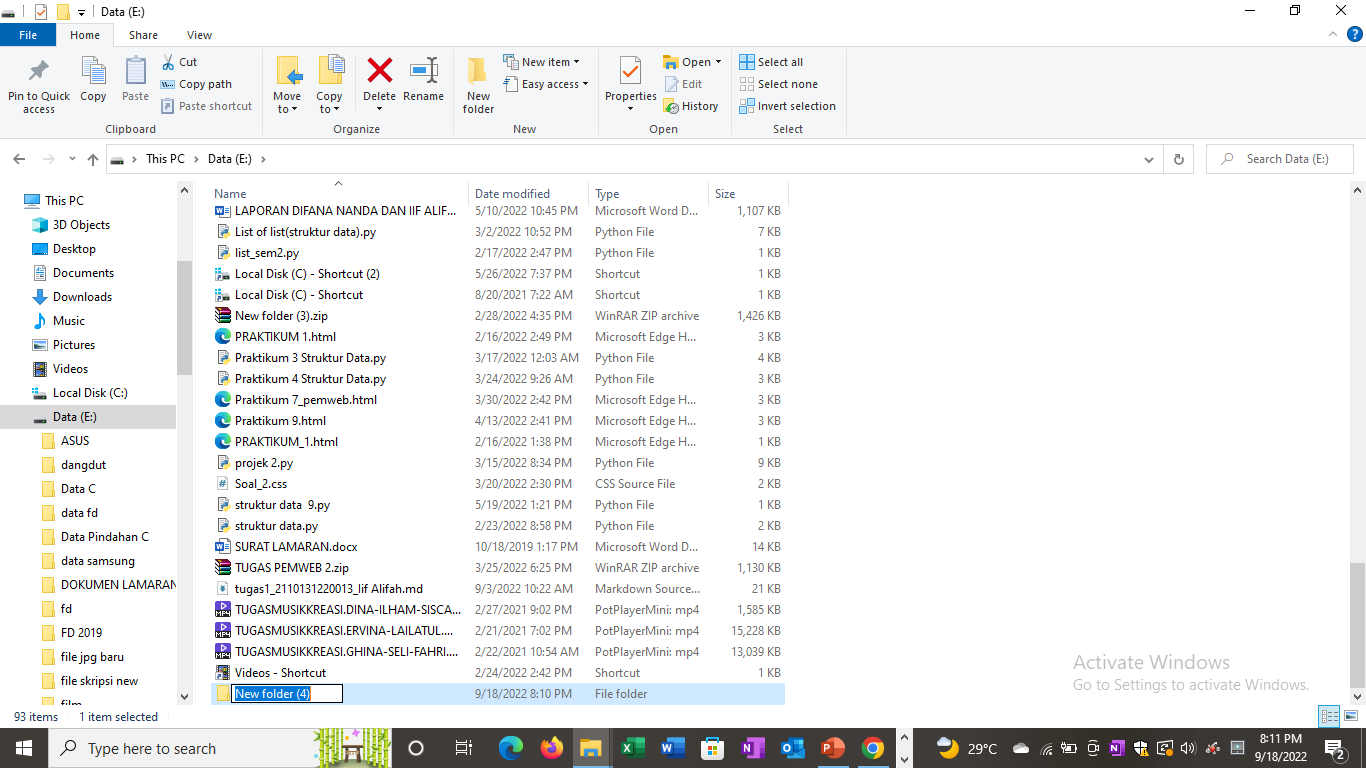 Data (E:)
File Home Share View
Pin to Quick access
Copy
Paste
Cut
Copy path
Paste shortcut
Clipboard
Move to
Copy to
Delete
Rename
Organize
New folder
New item
Easy access
New
Properties
Open
Edit
History
Open
Select all
Select none
Invert selection
Select
This PC Data (E:)
Search Data (E:)
This PC
3D Objects
Desktop
Documents
Downloads
Music
Pictures
Videos
Local Disk (C:)
Data (E:)
ASUS
dangdut
Data C
data fd
Data Pindahan C
data samsung
DOKUMEN LAMARAN
fd
FD 2019
file jpg baru
file skripsi new
film
Name Date modified Type Size
LAPORAN DIFANA NANDA DAN IIF ALIF... 5/10/2022 10:45 PM Microsoft Word D... 1,107 KB
List of list(struktur data).py 3/2/2022 10:52 PM Python File 7 KB
list_sem2.py 2/17/2022 2:47 PM Python File 1 KB
Local Disk (C) - Shortcut (2) 5/26/2022 7:37 PM Shortcut 1 KB
Local Disk (C) - Shortcut 8/20/2021 7:22 AM Shortcut 1 KB
New folder (3).zip 2/28/2022 4:35 PM WinRAR ZIP archive 1,426 KB
PRAKTIKUM 1.html 2/16/2022 2:49 PM Microsoft Edge H... 3 KB
Praktikum 3 Struktur Data.py 3/17/2022 12:03 AM Python File 4 KB
Praktikum 4 Struktur Data.py 3/24/2022 9:26 AM Python File 3 KB
Praktikum 7_pemweb.html 3/30/2022 2:42 PM Microsoft Edge H... 3 KB
Praktikum 9.html 4/13/2022 2:41 PM Microsoft Edge H... 3 KB
PRAKTIKUM_1.html 2/16/2022 1:38 PM Microsoft Edge H... 1 KB
projek 2.py 3/15/2022 8:34 PM Python File 9 KB
Soal_2.css 3/20/2022 2:30 PM CSS Source File 2 KB
struktur data 9.py 5/19/2022 1:21 PM Python File 1 KB
struktur data.py 2/23/2022 8:58 PM Python File 2 KB
SURAT LAMARAN.docx 10/18/2019 1:17 PM Microsoft Word D... 14 KB
TUGAS PEMWEB 2.zip 3/25/2022 6:25 PM WinRAR ZIP archive 1,130 KB
tugas1_2110131220013_Iif Alifah.md 9/3/2022 10:22 AM Markdown Source... 21 KB
TUGASMUSIKKREASI.DINA-ILHAM-SISCA... 2/27/2021 9:02 PM PotPlayerMini: mp4 1,585 KB
TUGASMUSIKKREASI.ERVINA-LAILATUL.... 2/21/2021 7:02 PM PotPlayerMini: mp4 15,228 KB
TUGASMUSIKKREASI.GHINA-SELI-FAHRI.... 2/22/2021 10:54 AM PotPlayerMini: mp4 13,039 KB
Videos - Shortcut 2/24/2022 2:42 PM Shortcut 1 KB
New folder (4) 9/18/2022 8:10 PM File folder
Activate Windows
Go to Settings to activate Windows.
93 items 1 item selected
Type here to search
29°C
8:11 PM
9/18/2022
2